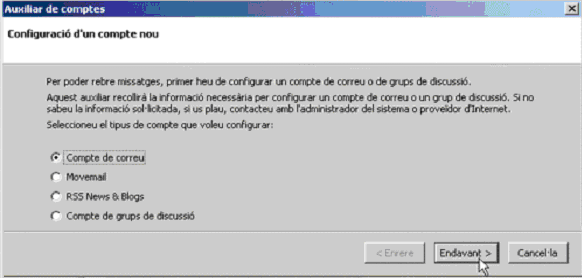 Auxiliar de comptes
Configuració d'un compte nou
Per poder rebre missatges, primer heu de configurar un compte de correu o de grups de discussió.
Aquest auxiliar recollirà la informació necessària per configurar un compte de correu o un grup de discussió. Si no
sabeu la informació sol·licitada, si us plau, contacteu amb l'administrador del sistema o proveïdor d'Internet.
Seleccioneu el tipus de compte que voleu configurar:
Compte de correu
Movemail
RSS News & Blogs
Compte de grups de discussió
< Enrere Endavant > Cancel·la